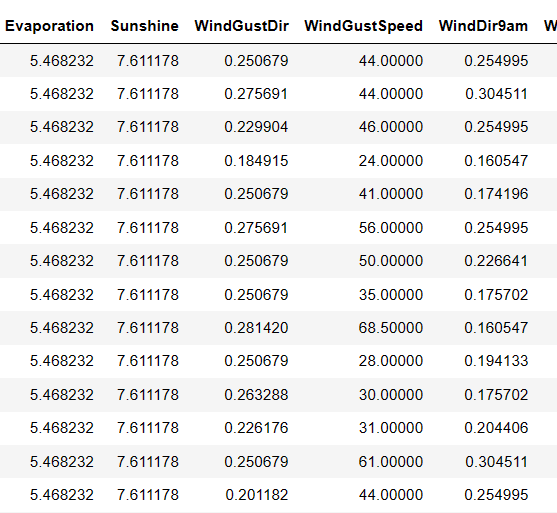 Evaporation Sunshine WindGustDir WindGustSpeed WindDir9am W
5.468232 7.611178 0.250679 44.00000 0.254995
5.468232 7.611178 0.275691 44.00000 0.304511
5.468232 7.611178 0.229904 46.00000 0.254995
5.468232 7.611178 0.184915 24.00000 0.160547
5.468232 7.611178 0.250679 41.00000 0.174196
5.468232 7.611178 0.275691 56.00000 0.254995
5.468232 7.611178 0.250679 50.00000 0.226641
5.468232 7.611178 0.250679 35.00000 0.175702
5.468232 7.611178 0.281420 68.50000 0.160547
5.468232 7.611178 0.250679 28.00000 0.194133
5.468232 7.611178 0.263288 30.00000 0.175702
5.468232 7.611178 0.226176 31.00000 0.204406
5.468232 7.611178 0.250679 61.00000 0.304511
5.468232 7.611178 0.201182 44.00000 0.254995